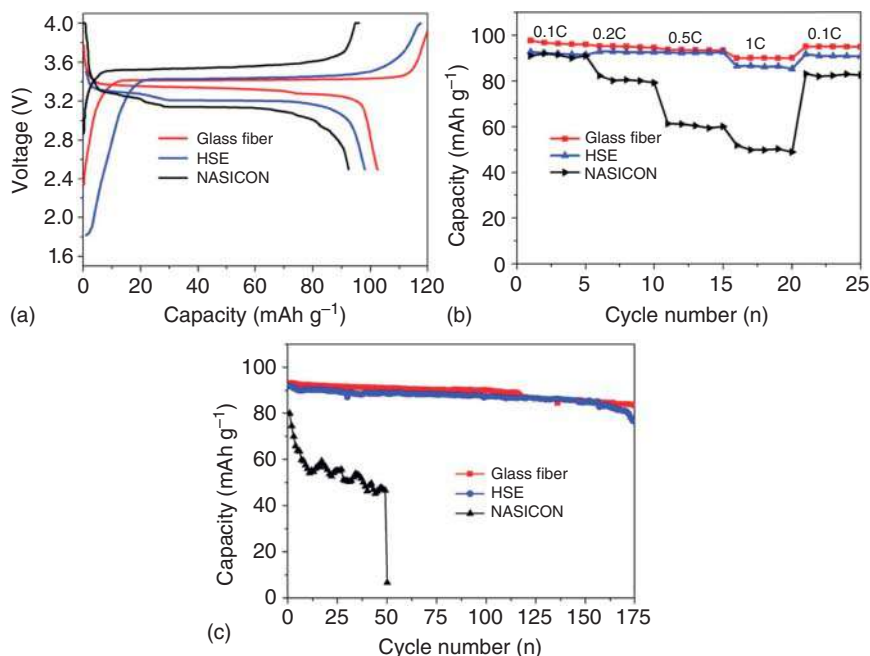 4.0
3.6
3.2
2.8
2.4
2.0
1.6
Voltage (V)
Glass fiber
HSE
NASICON
0 20 40 60 80 100 120
(a)
Capacity (mAh g⁻¹)
100
80
60
40
20
0
Capacity (mAh g⁻¹)
0.1C 0.2C 0.5C 1C 0.1C
Glass fiber
HSE
NASICON
0 5 10 15 20 25
(b)
Cycle number (n)
100
80
60
40
20
0
Capacity (mAh g⁻¹)
Glass fiber
HSE
NASICON
0 25 50 75 100 125 150 175
(c)
Cycle number (n)